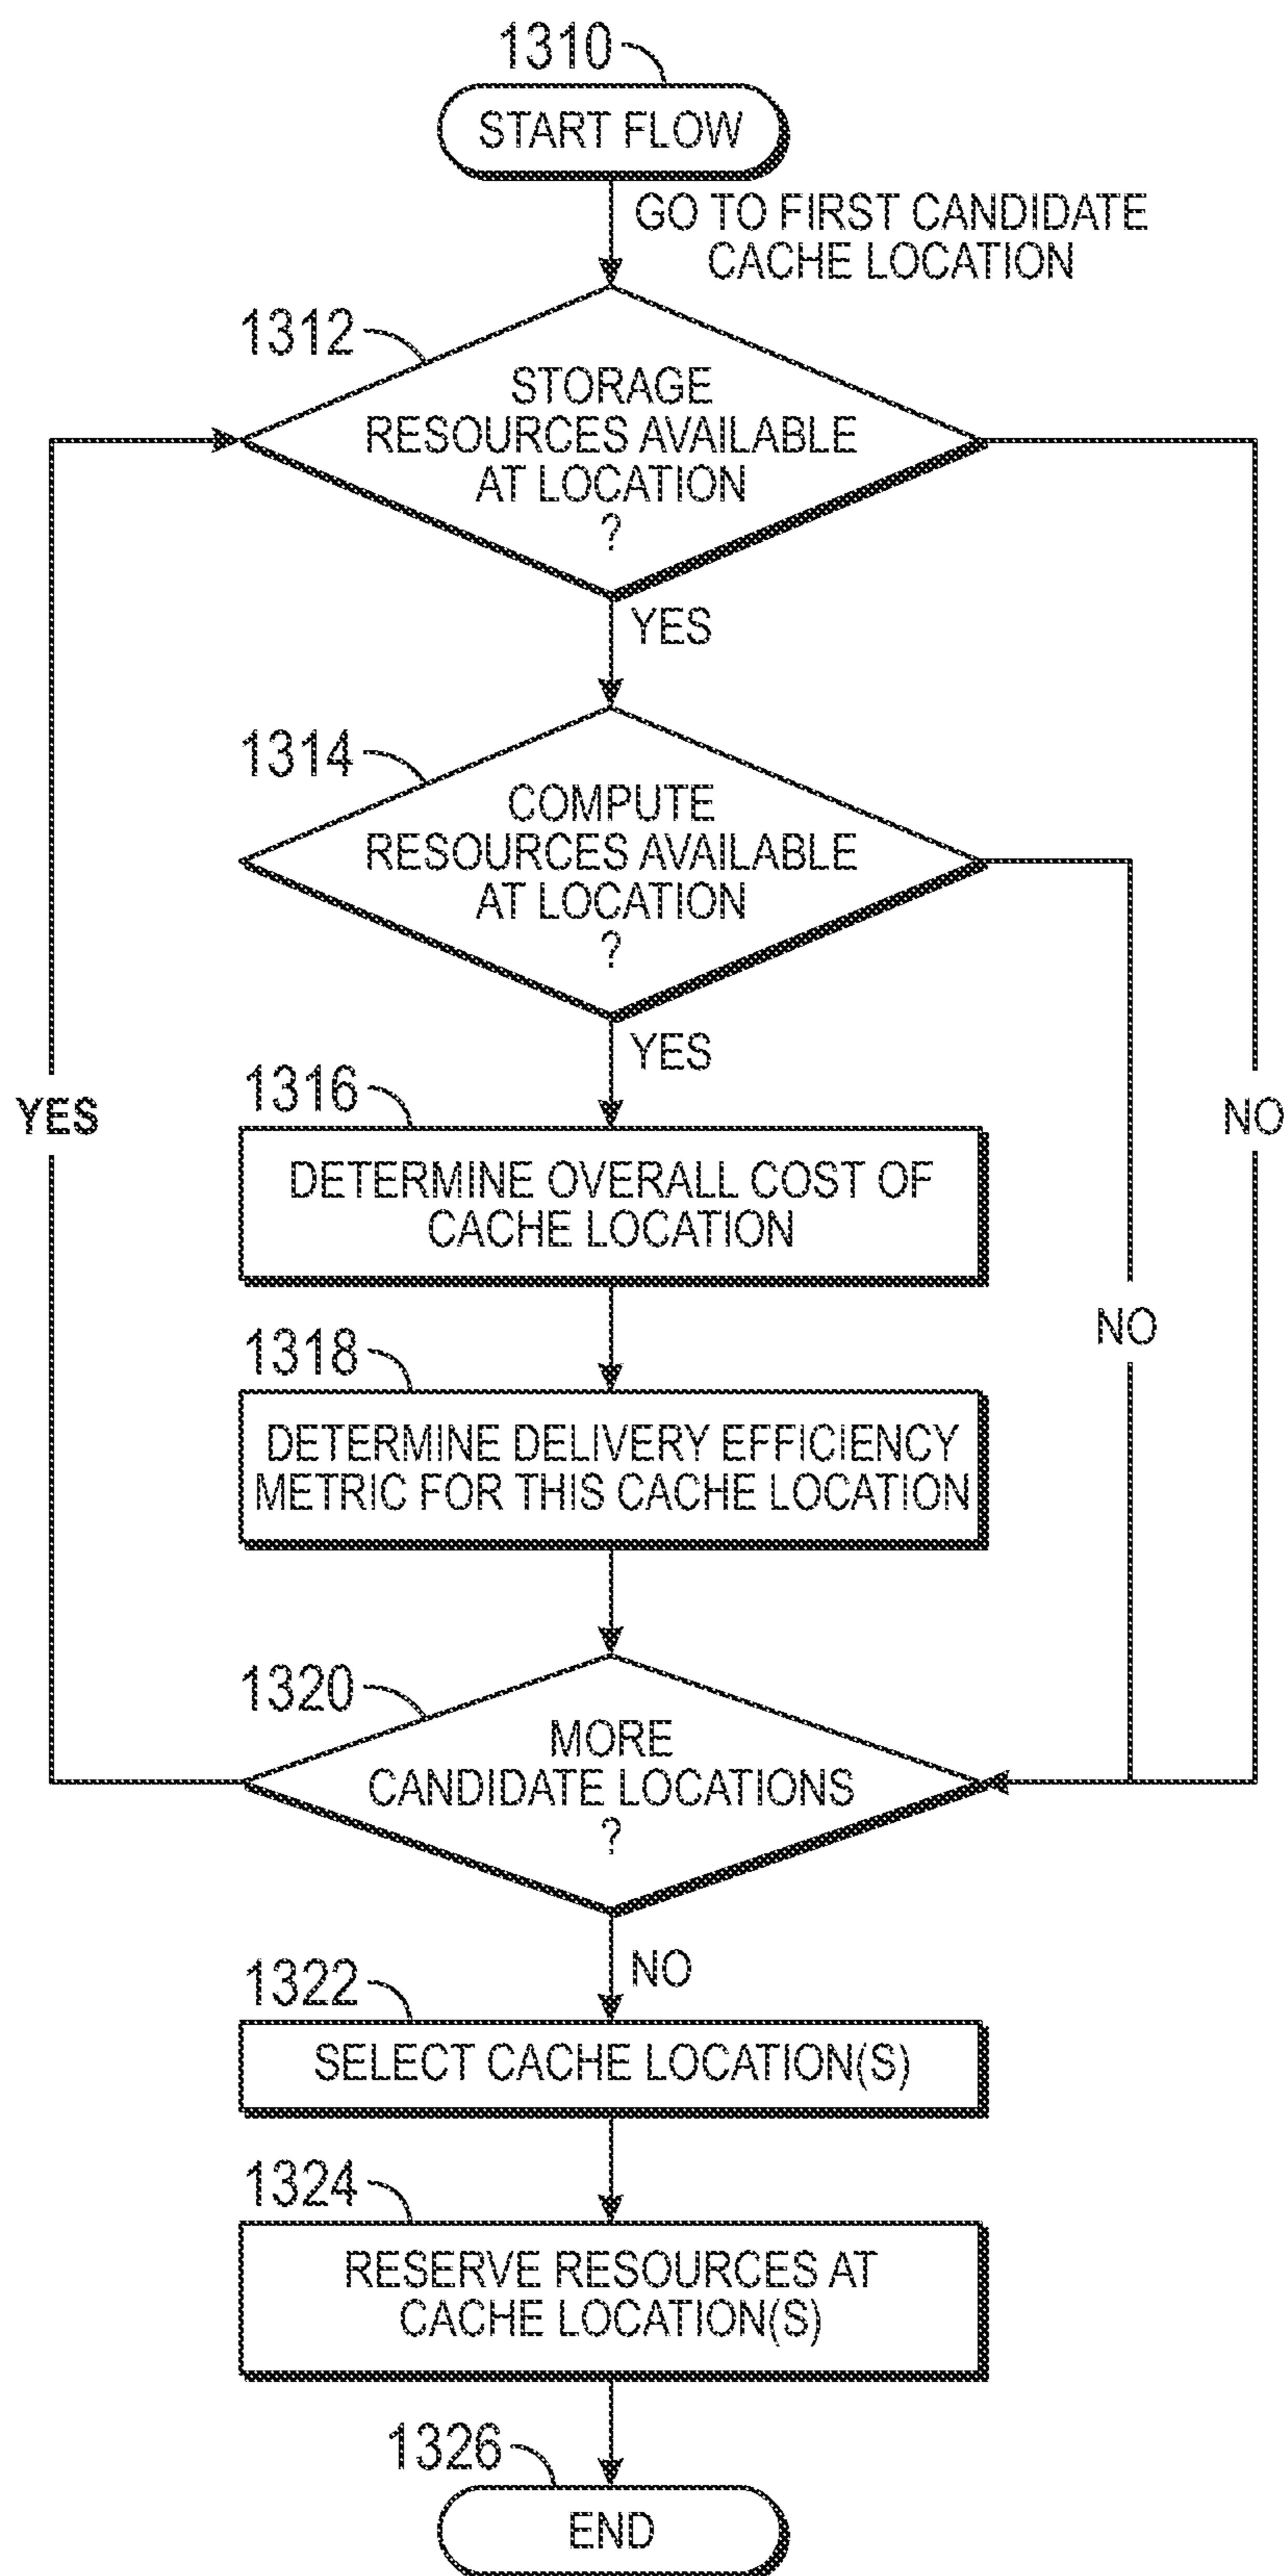 1310
START FLOW
GO TO FIRST CANDIDATE
CACHE LOCATION
1312
STORAGE
RESOURCES AVAILABLE
AT LOCATION
?
YES
1314
COMPUTE
RESOURCES AVAILABLE
AT LOCATION
?
YES
1316
YES
NO
DETERMINE OVERALL COST OF
CACHE LOCATION
NO
1318
DETERMINE DELIVERY EFFICIENCY
METRIC FOR THIS CACHE LOCATION
1320
MORE
CANDIDATE LOCATIONS
?
NO
1322
SELECT CACHE LOCATION(S)
1324
RESERVE RESOURCES AT
CACHE LOCATION(S)
1326
END